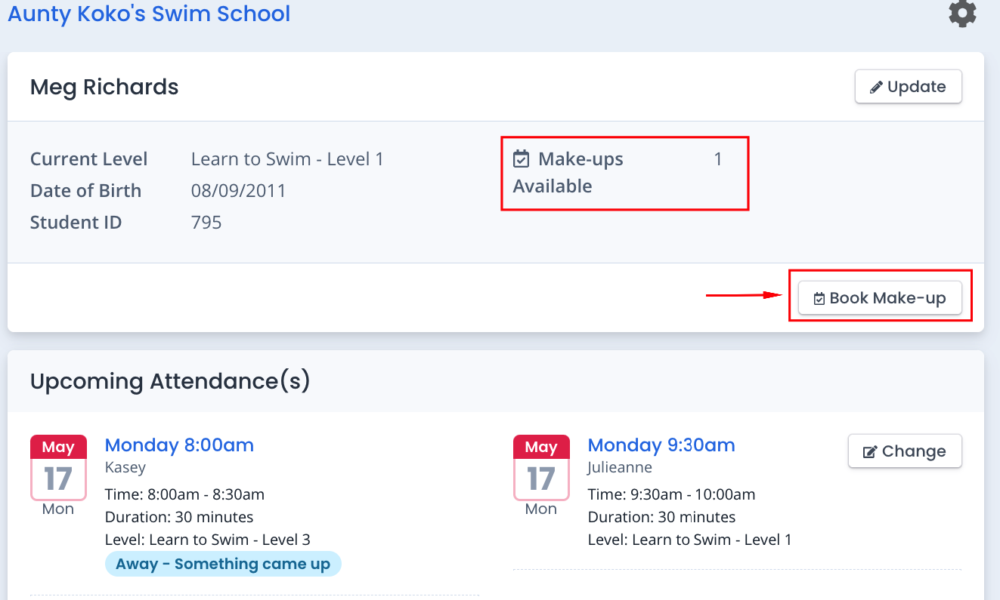 Aunty Koko's Swim School
Meg Richards
Update
Current Level Learn to Swim - Level 1
Date of Birth 08/09/2011
Student ID 795
Make-ups 1
Available
Book Make-up
Upcoming Attendance(s)
May
17
Mon
Monday 8:00am
Kasey
Time: 8:00am - 8:30am
Duration: 30 minutes
Level: Learn to Swim - Level 3
Away - Something came up
May
17
Mon
Monday 9:30am
Julieanne
Time: 9:30am - 10:00am
Duration: 30 minutes
Level: Learn to Swim - Level 1
Change